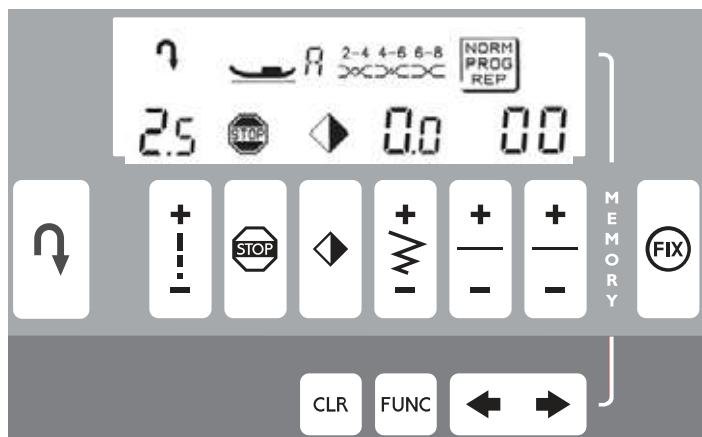 A 2-4 4-6 6-8 NORM
PROG
REP
2.5 STOP 0.0 00
+ STOP + + +
- - - -
MEMORY
FIX
CLR FUNC